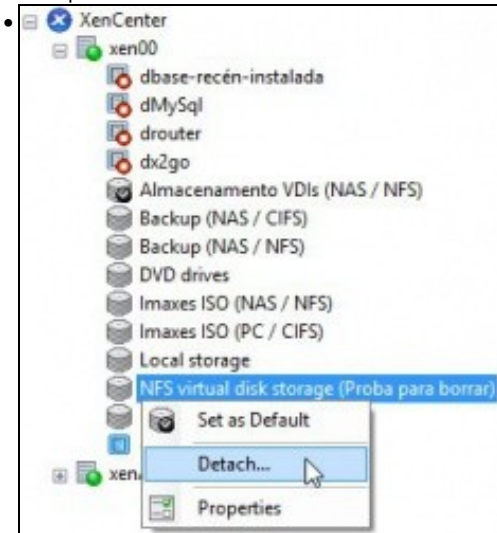 XenCenter
xen00
dbase-recén-instalada
dMySql
drouter
dx2go
Almacenamento VDIs (NAS / NFS)
Backup (NAS / CIFS)
Backup (NAS / NFS)
DVD drives
Imaxes ISO (NAS / NFS)
Imaxes ISO (PC / CIFS)
Local storage
NFS virtual disk storage (Proba para borrar)
Set as Default
Detach...
Properties